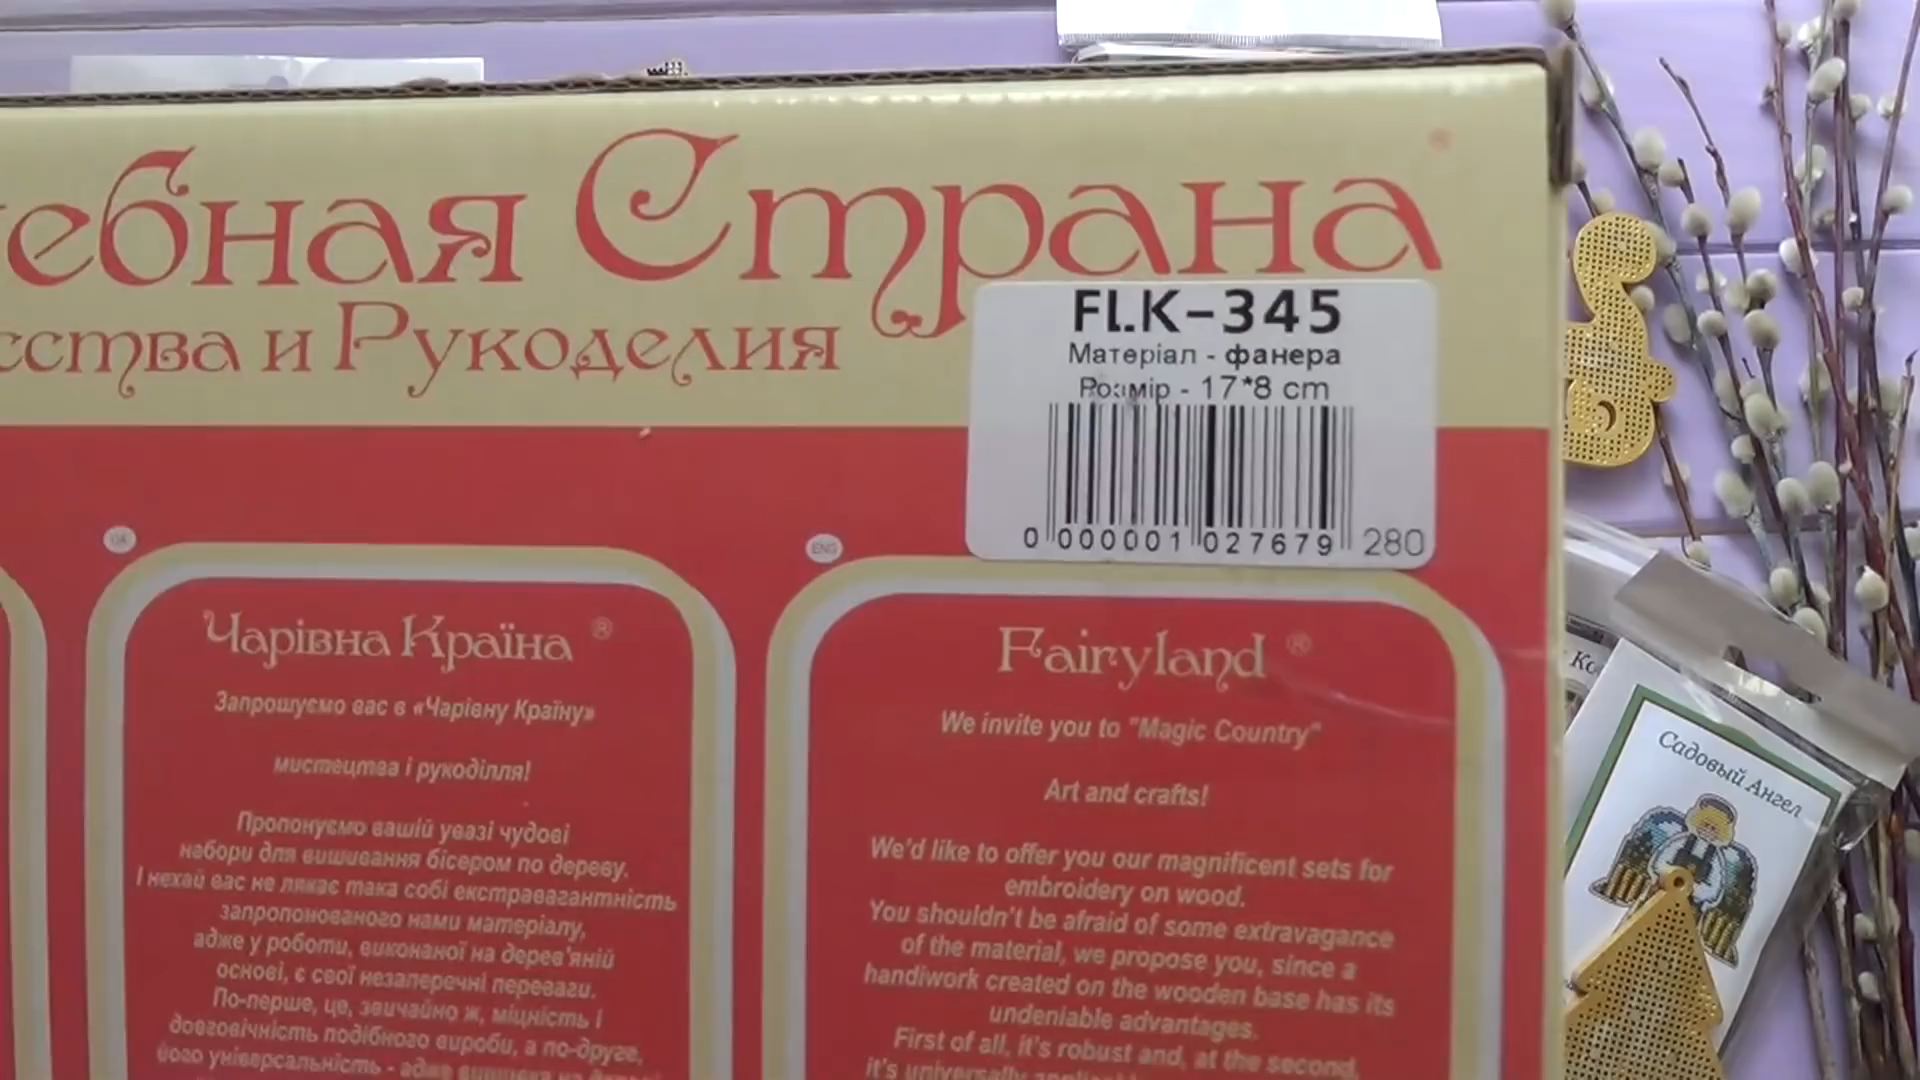 ебная Страна ®
сства и Рукоделия
FLK-345
Матеріал - фанера
Розмір - 17*8 cm
0 000001 027679 280
UA
Чарівна Країна ®
Запрошуємо вас в «Чарівну Країну»
мистецтва і рукоділля!
Пропонуємо вашій увазі чудові
набори для вишивання бісером по дереву.
І нехай вас не лякає така собі екстравагантність
запропонованого нами матеріалу,
адже у роботи, виконаної на дерев'яній
основі, є свої незаперечні переваги.
По-перше, це, звичайно ж, міцність і
довговічність подібного вироби, а по-друге,
його універсальність - адже
ENG
Fairyland ®
We invite you to "Magic Country"
Art and crafts!
We'd like to offer you our magnificent sets for
embroidery on wood.
You shouldn't be afraid of some extravagance
of the material, we propose you, since a
handiwork created on the wooden base has its
undeniable advantages.
First of all, it's robust and, at the second,
it's universally
Ко
Садовый Ангел